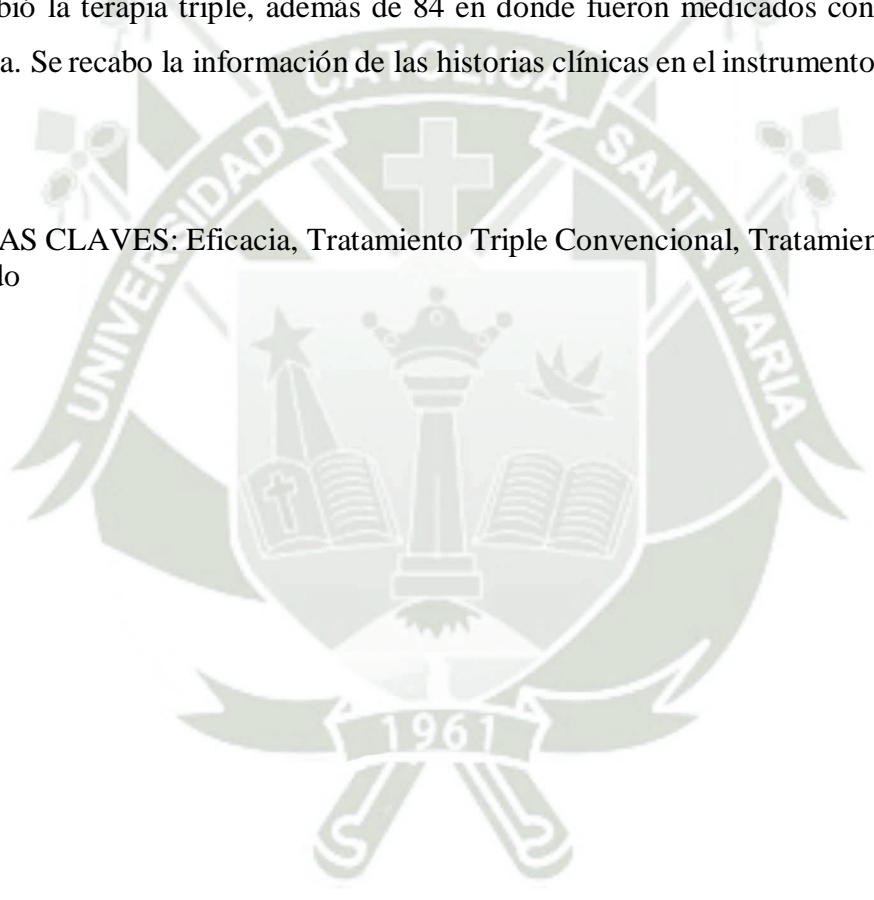 bió la terapia triple, además de 84 en donde fueron medicados con
a. Se recabo la información de las historias clínicas en el instrumento
AS CLAVES: Eficacia, Tratamiento Triple Convencional, Tratamien
do
UNIVERSIDAD CATOLICA SANTA MARIA
1961